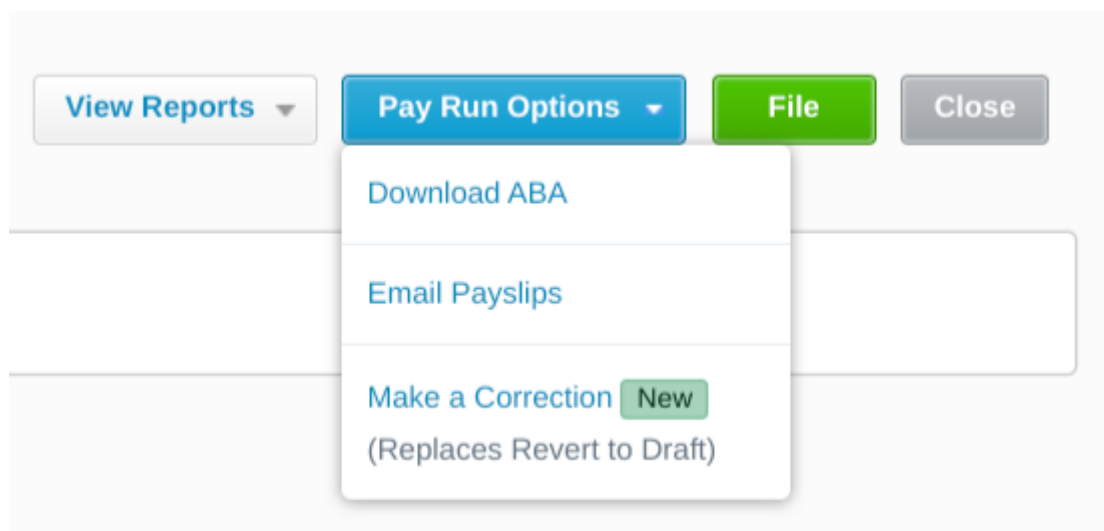 View Reports
Pay Run Options
File
Close
Download ABA
Email Payslips
Make a Correction New
(Replaces Revert to Draft)